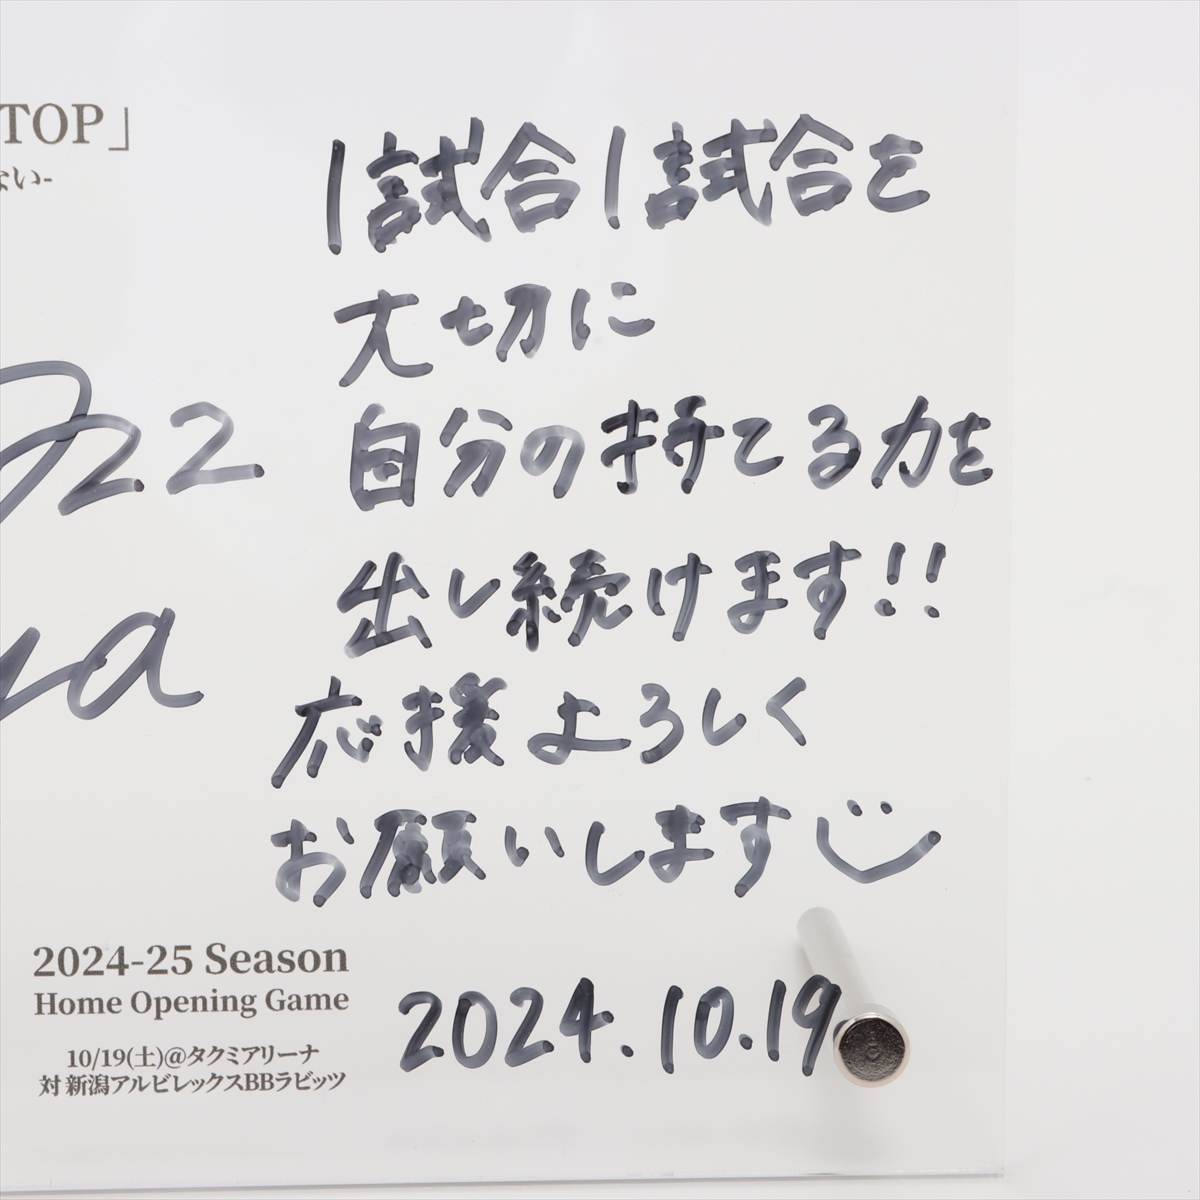 TOP」
ない-
1試合1試合を
大切に
自分の持てる力を
出し続けます!!
応援よろしく
お願いします
22
2024-25 Season
Home Opening Game
10/19(土)@タクミアリーナ
対 新潟アルビレックスBBラビッツ
2024.10.19